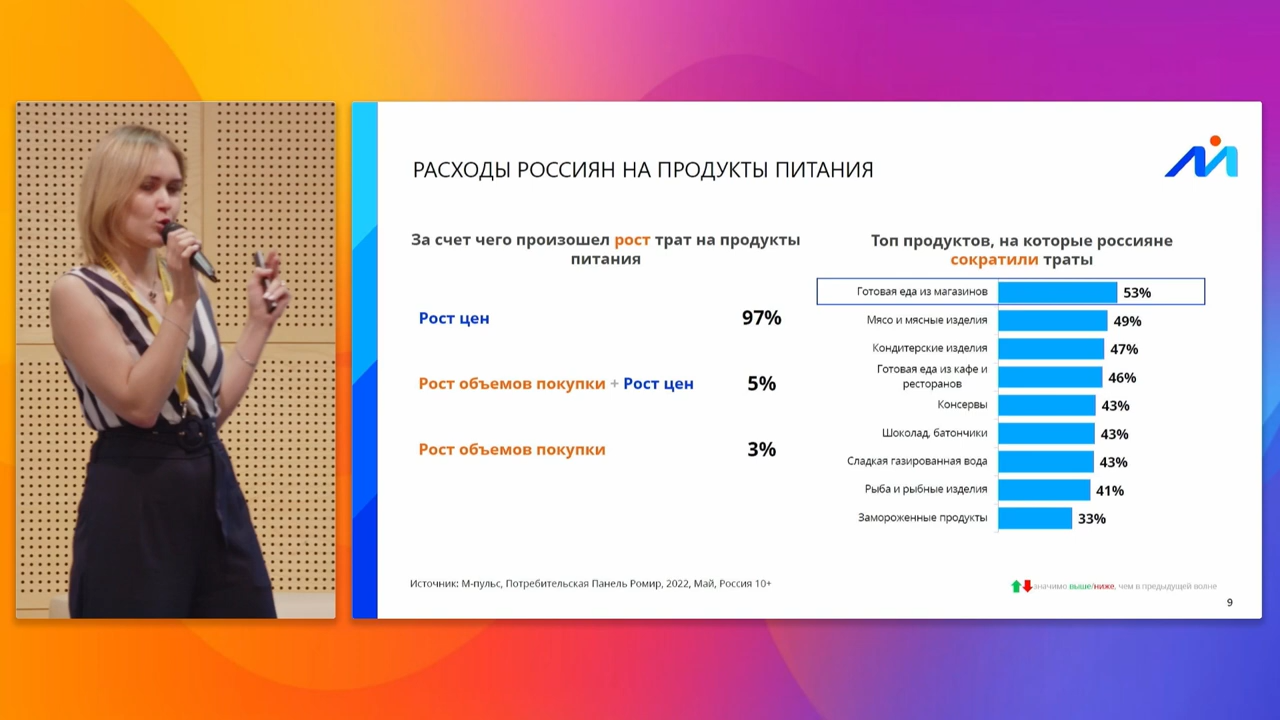 РАСХОДЫ РОССИЯН НА ПРОДУКТЫ ПИТАНИЯ
За счет чего произошел рост трат на продукты
питания
Рост цен 97%
Рост объемов покупки + Рост цен 5%
Рост объемов покупки 3%
Топ продуктов, на которые россияне
сократили траты
Готовая еда из магазинов 53%
Мясо и мясные изделия 49%
Кондитерские изделия 47%
Готовая еда из кафе и
ресторанов 46%
Консервы 43%
Шоколад, батончики 43%
Сладкая газированная вода 43%
Рыба и рыбные изделия 41%
Замороженные продукты 33%
Источник: М-пульс, Потребительская Панель Ромир, 2022, Май, Россия 10+
значимо выше/ниже, чем в предыдущей волне
9